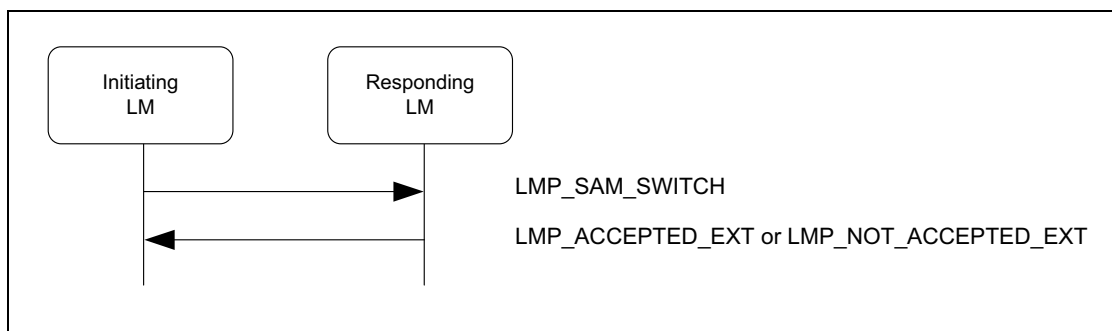 Initiating
LM
Responding
LM
LMP_SAM_SWITCH
LMP_ACCEPTED_EXT or LMP_NOT_ACCEPTED_EXT